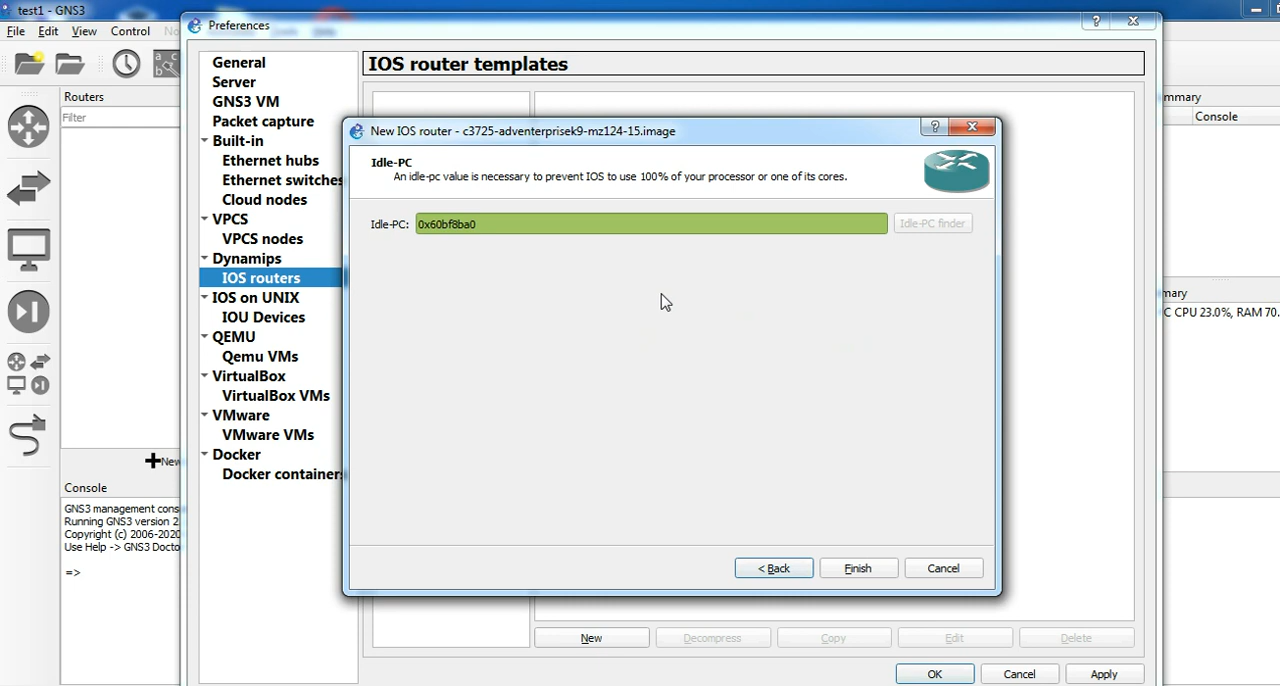 test1 - GNS3
File Edit View Control
Routers
Filter
New
Console
GNS3 management cons
Running GNS3 version 2
Copyright (c) 2006-2020
Use Help -> GNS3 Docto
=>
Preferences
General
Server
GNS3 VM
Packet capture
Built-in
Ethernet hubs
Ethernet switches
Cloud nodes
VPCS
VPCS nodes
Dynamips
IOS routers
IOS on UNIX
IOU Devices
QEMU
Qemu VMs
VirtualBox
VirtualBox VMs
VMware
VMware VMs
Docker
Docker containers
IOS router templates
New IOS router - c3725-adventerprisek9-mz124-15.image
Idle-PC
An idle-pc value is necessary to prevent IOS to use 100% of your processor or one of its cores.
Idle-PC: 0x60bf8ba0 Idle-PC finder
< Back Finish Cancel
New Decompress Copy Edit Delete
OK Cancel Apply
mmary
Console
mary
C CPU 23.0%, RAM 70.